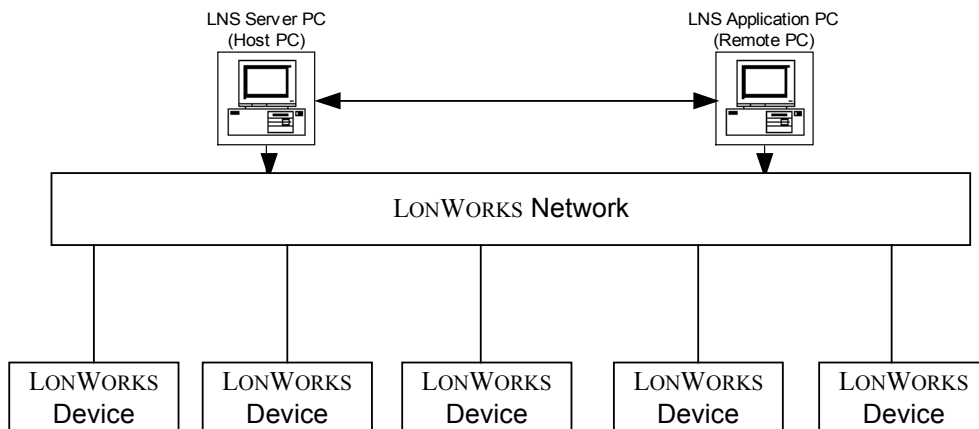 LNS Server PC
(Host PC)
LNS Application PC
(Remote PC)
LONWORKS Network
LONWORKS
Device
LONWORKS
Device
LONWORKS
Device
LONWORKS
Device
LONWORKS
Device